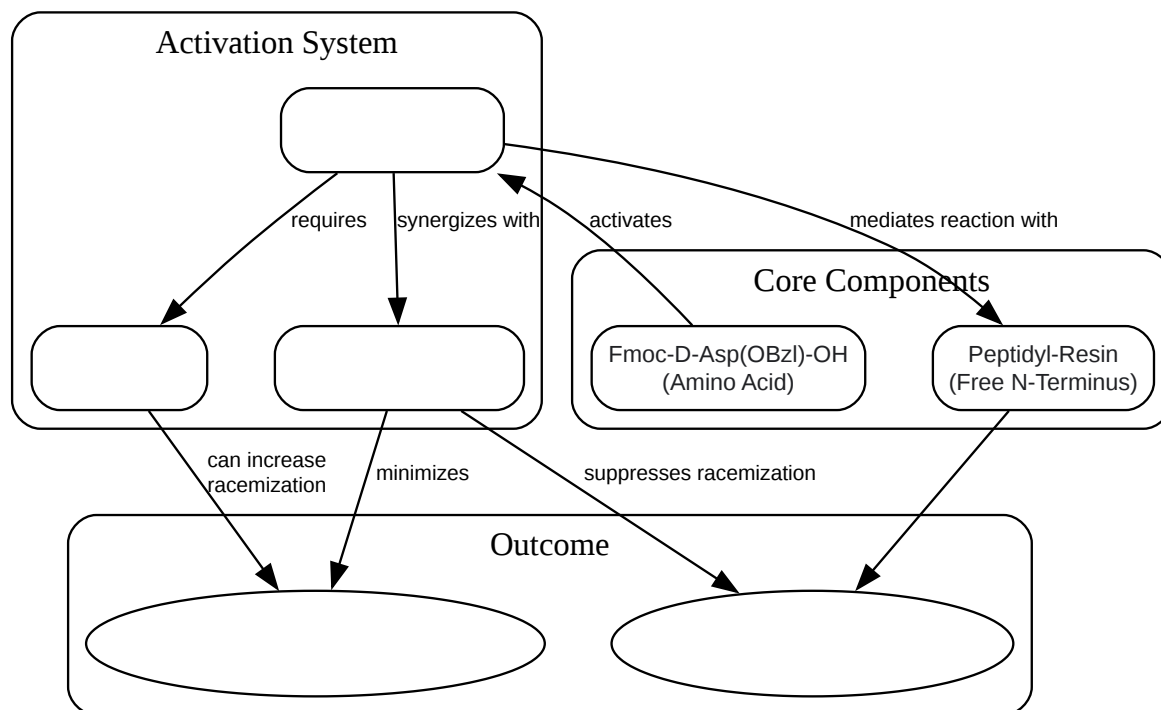 Activation System
requires
synergizes with
activates
mediates reaction with
Core Components
Fmoc-D-Asp(OBzl)-OH
(Amino Acid)
Peptidyl-Resin
(Free N-Terminus)
can increase
racemization
minimizes
suppresses racemization
Outcome